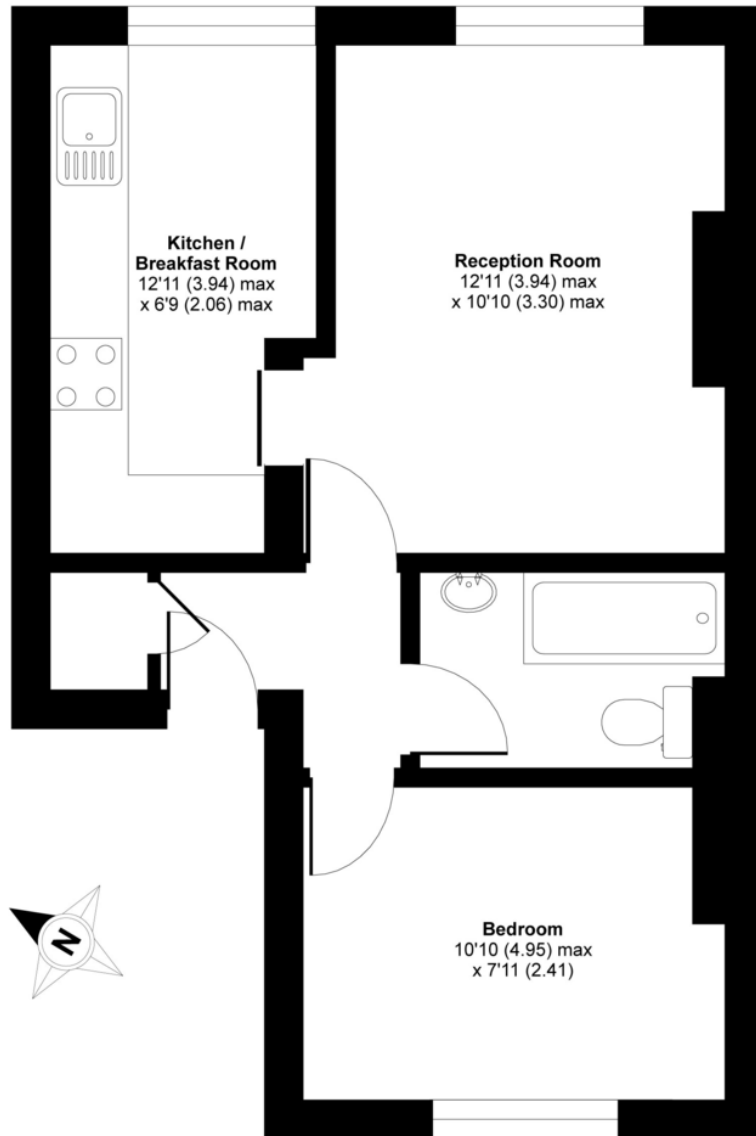 Kitchen /
Breakfast Room
12'11 (3.94) max
x 6'9 (2.06) max
Reception Room
12'11 (3.94) max
x 10'10 (3.30) max
Bedroom
10'10 (4.95) max
x 7'11 (2.41)
N